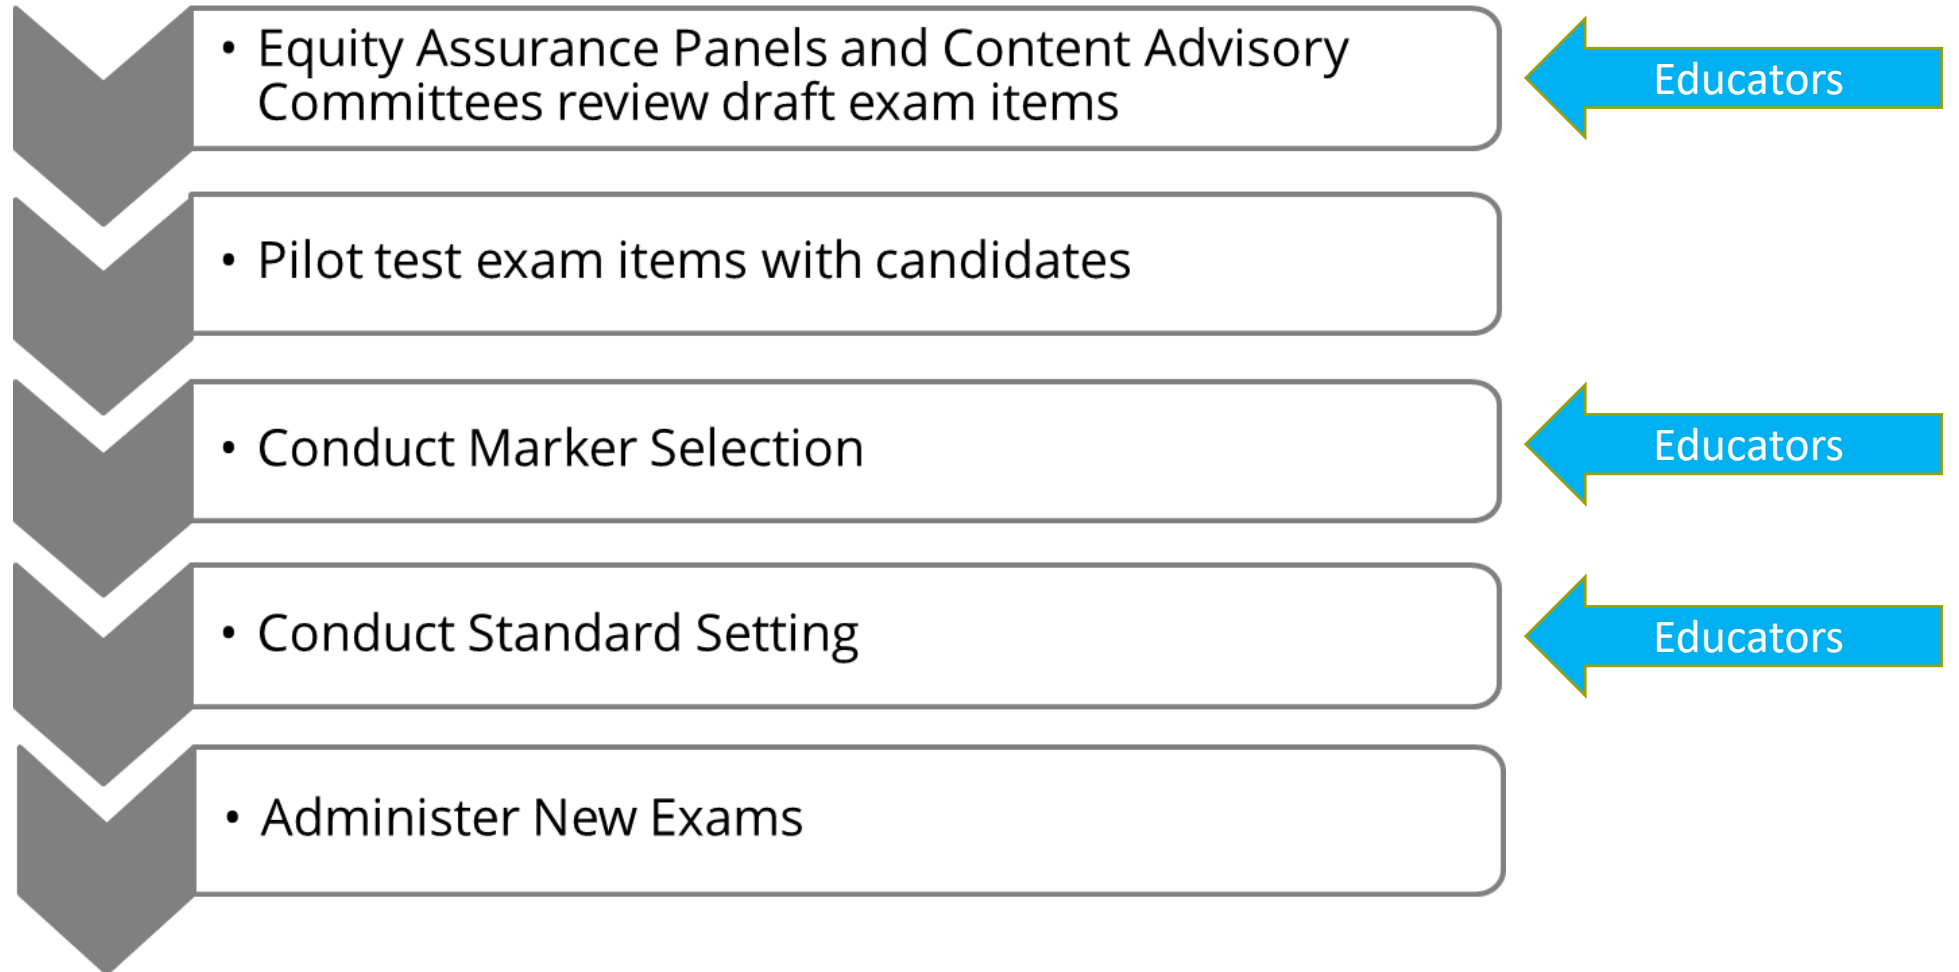 • Equity Assurance Panels and Content Advisory
Committees review draft exam items
Educators
• Pilot test exam items with candidates
• Conduct Marker Selection
Educators
• Conduct Standard Setting
Educators
• Administer New Exams